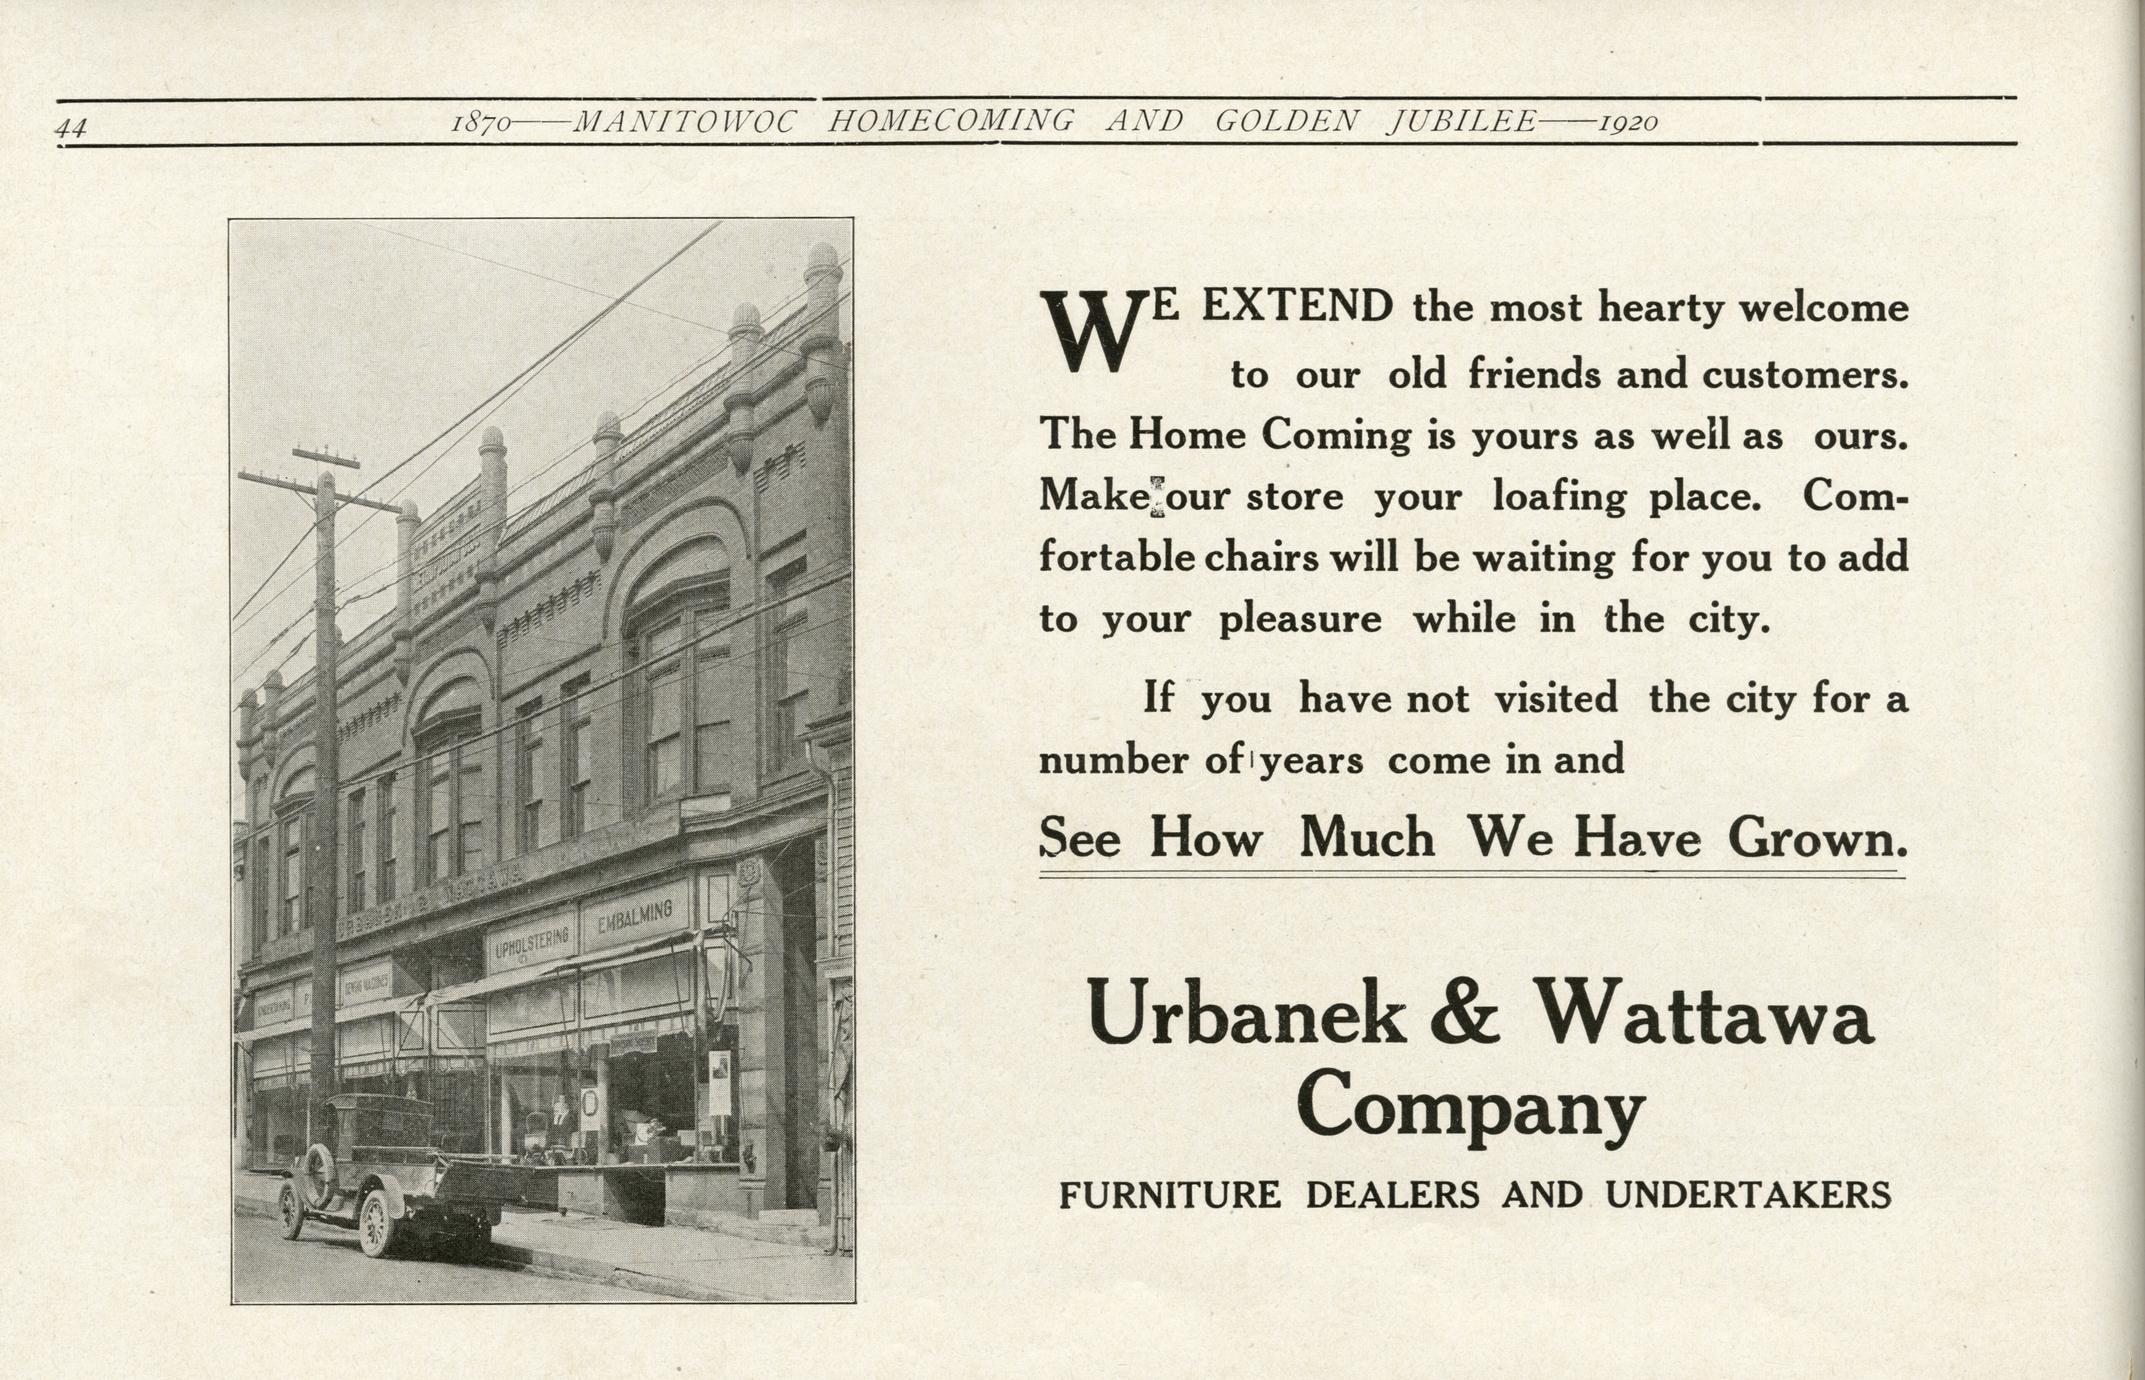 44
1870——MANITOWOC HOMECOMING AND GOLDEN JUBILEE——1920
WE EXTEND the most hearty welcome
to our old friends and customers.
The Home Coming is yours as well as ours.
Make our store your loafing place. Com-
fortable chairs will be waiting for you to add
to your pleasure while in the city.
If you have not visited the city for a
number of years come in and
See How Much We Have Grown.
Urbanek & Wattawa
Company
FURNITURE DEALERS AND UNDERTAKERS
UPHOLSTERING
EMBALMING
SEWING MACHINES